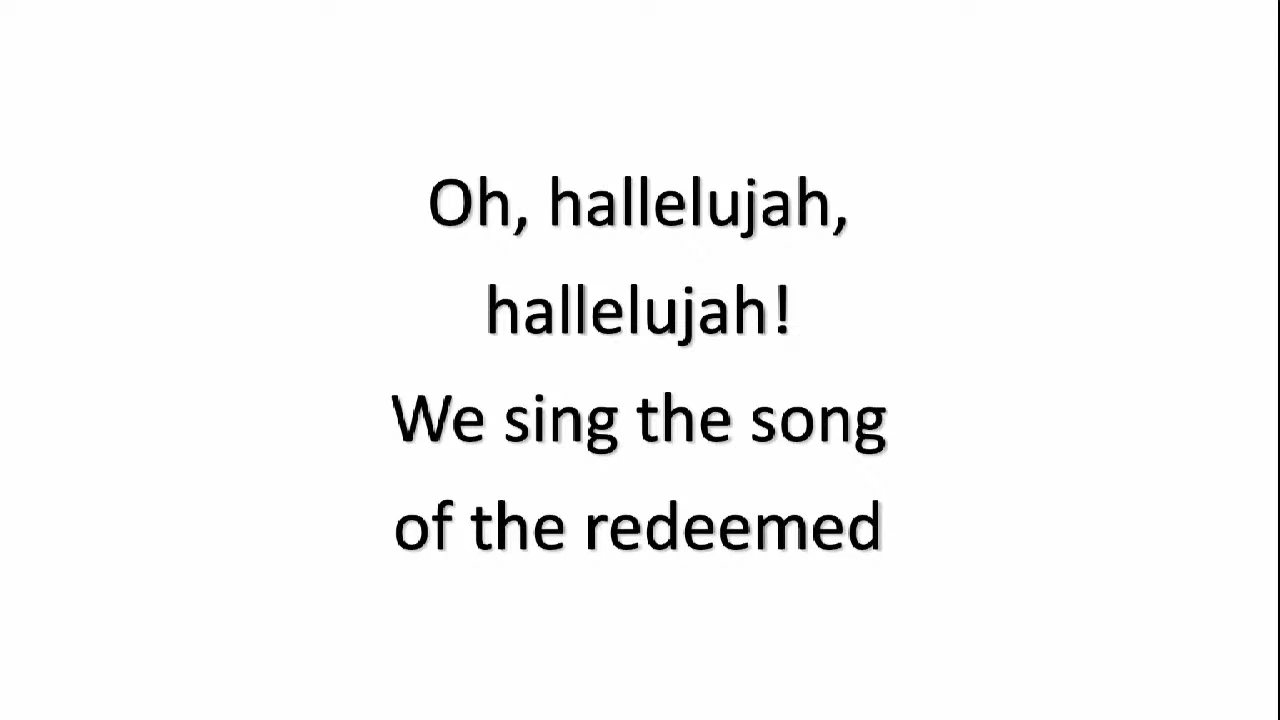 Oh, hallelujah,
hallelujah!
We sing the song
of the redeemed